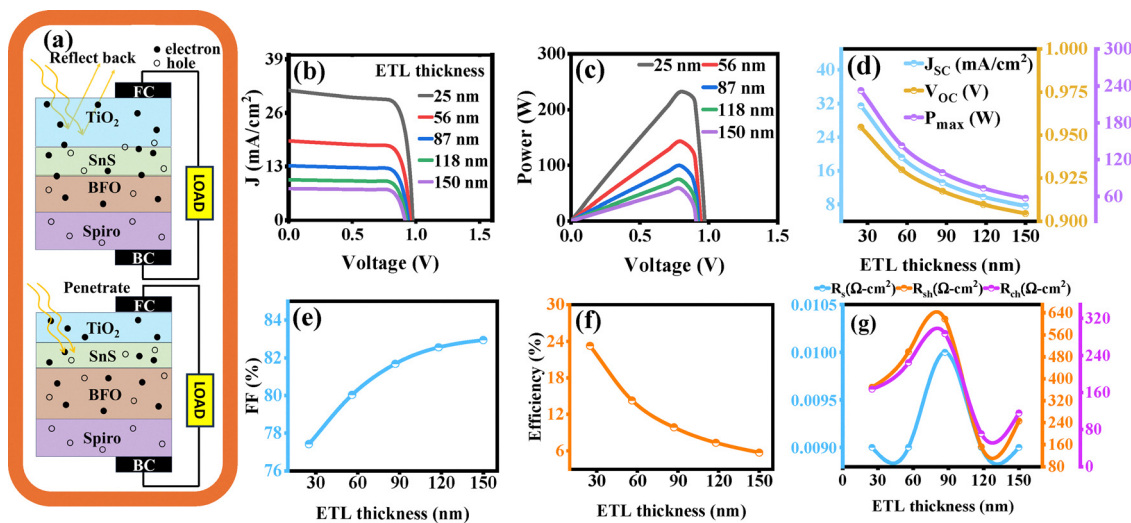 (a)
Reflect back
electron
hole
FC
TiO2
SnS
BFO
Spiro
BC
LOAD
Penetrate
FC
TiO2
SnS
BFO
Spiro
BC
LOAD
(b)
ETL thickness
25 nm
56 nm
87 nm
118 nm
150 nm
39
26
13
0
J (mA/cm²)
0.0 0.5 1.0 1.5
Voltage (V)
(c)
25 nm
56 nm
87 nm
118 nm
150 nm
300
200
100
0
Power (W)
0.0 0.5 1.0 1.5
Voltage (V)
(d)
JSC (mA/cm²)
VOC (V)
Pmax (W)
40
32
24
16
8
1.000
0.975
0.950
0.925
0.900
300
240
180
120
60
0 30 60 90 120 150
ETL thickness (nm)
(e)
84
82
80
78
76
FF (%)
30 60 90 120 150
ETL thickness (nm)
(f)
30
24
18
12
6
Efficiency (%)
30 60 90 120 150
ETL thickness (nm)
Rs(Ω-cm²) Rsh(Ω-cm²) Rch(Ω-cm²)
(g)
0.0105
0.0100
0.0095
0.0090
640
560
480
400
320
240
160
80
320
240
160
80
0
0 30 60 90 120 150
ETL thickness (nm)